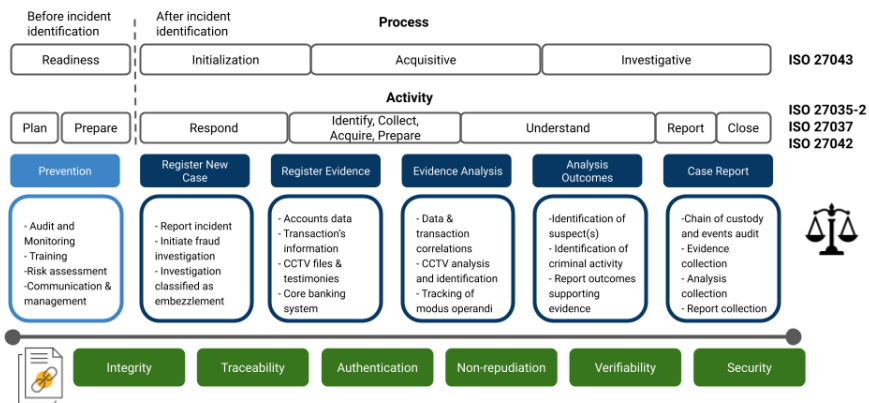 Before incident
identification
After incident
identification
Process
Readiness
Initialization
Acquisitive
Investigative
ISO 27043
Activity
Plan
Prepare
Respond
Identify, Collect,
Acquire, Prepare
Understand
Report
Close
ISO 27035-2
ISO 27037
ISO 27042
Prevention
Register New
Case
Register Evidence
Evidence Analysis
Analysis
Outcomes
Case Report
- Audit and
Monitoring
- Training
-Risk assessment
-Communication &
management
- Report incident
- Initiate fraud
investigation
- Investigation
classified as
embezzlement
- Accounts data
- Transaction's
information
- CCTV files &
testimonies
- Core banking
system
- Data &
transaction
correlations
- CCTV analysis
and identification
- Tracking of
modus operandi
-Identification of
suspect(s)
- Identification of
criminal activity
- Report outcomes
supporting
evidence
-Chain of custody
and events audit
- Evidence
collection
- Analysis
collection
- Report collection
Integrity
Traceability
Authentication
Non-repudiation
Verifiability
Security